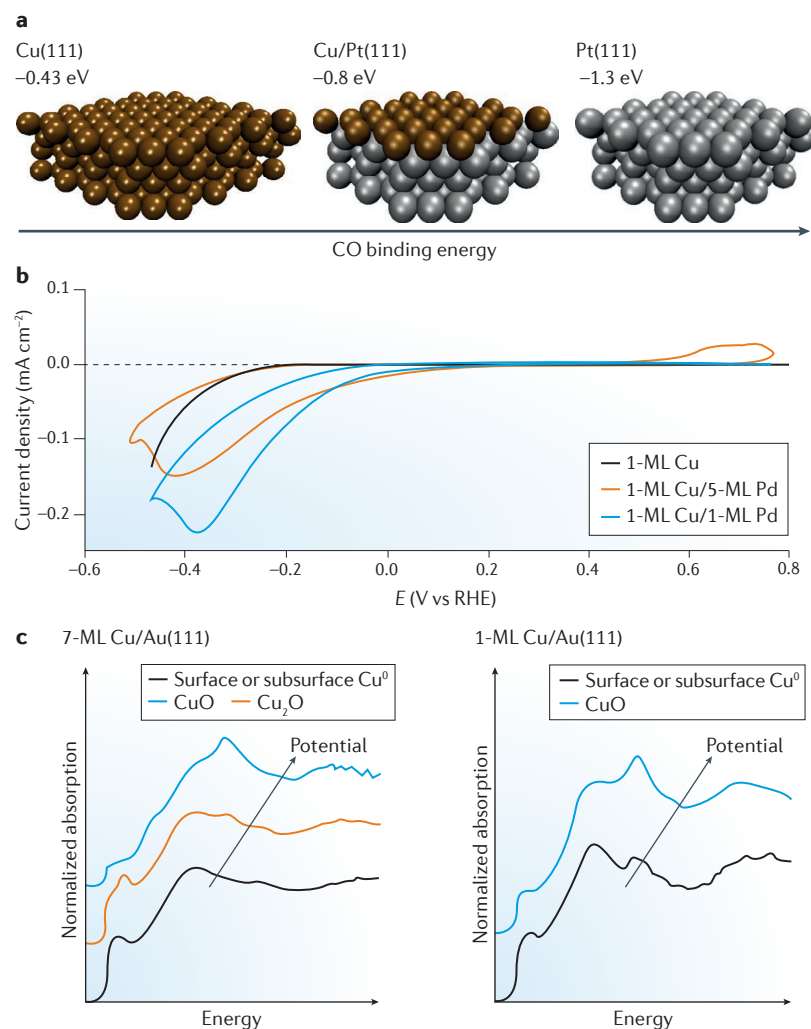 a
Cu(111)
−0.43 eV
Cu/Pt(111)
−0.8 eV
Pt(111)
−1.3 eV
CO binding energy
b
Current density (mA cm⁻²)
0.1
0.0
−0.1
−0.2
1-ML Cu
1-ML Cu/5-ML Pd
1-ML Cu/1-ML Pd
−0.6
−0.4
−0.2
0.0
0.2
0.4
0.6
0.8
E (V vs RHE)
c
7-ML Cu/Au(111)
Surface or subsurface Cu⁰
CuO
Cu₂O
Potential
Normalized absorption
Energy
1-ML Cu/Au(111)
Surface or subsurface Cu⁰
CuO
Potential
Normalized absorption
Energy